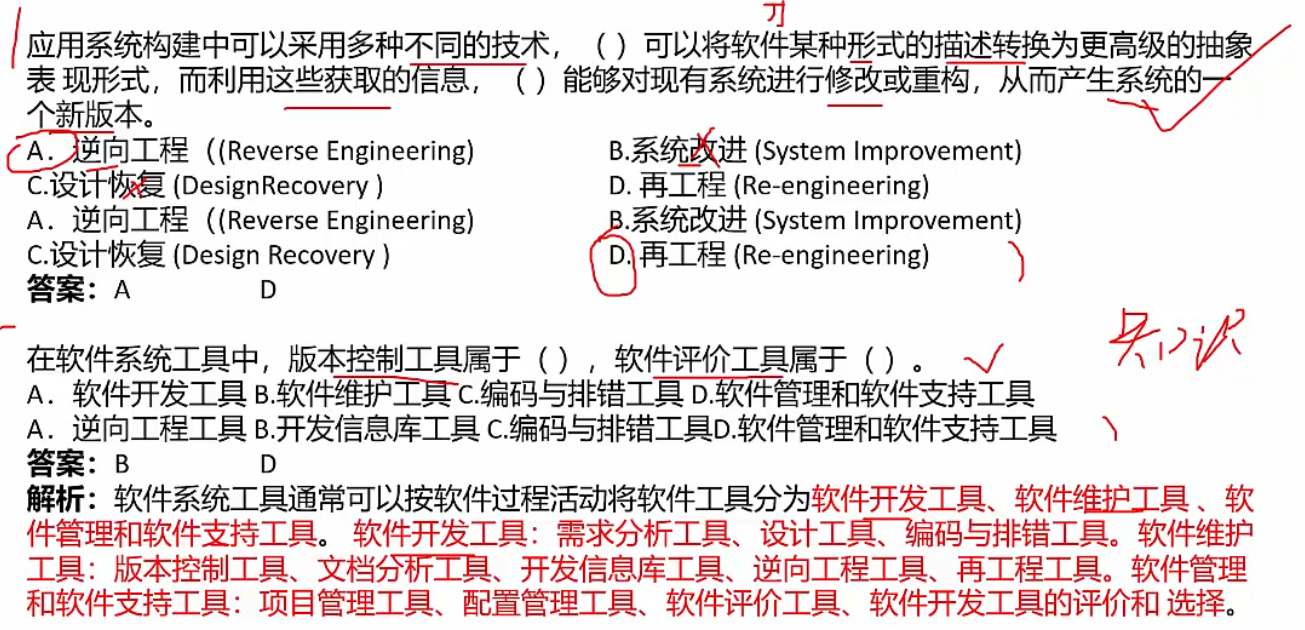 应用系统构建中可以采用多种不同的技术，（ ）可以将软件某种形式的描述转换为更高级的抽象
表 现形式，而利用这些获取的信息，（ ）能够对现有系统进行修改或重构，从而产生系统的一
个新版本。
A．逆向工程（(Reverse Engineering) B.系统改进 (System Improvement)
C.设计恢复 (DesignRecovery ) D. 再工程 (Re-engineering)
A．逆向工程（(Reverse Engineering) B.系统改进 (System Improvement)
C.设计恢复 (Design Recovery ) D. 再工程 (Re-engineering)
答案：A D
在软件系统工具中，版本控制工具属于（ ），软件评价工具属于（ ）。
知识
A．软件开发工具 B.软件维护工具 C.编码与排错工具 D.软件管理和软件支持工具
A．逆向工程工具 B.开发信息库工具 C.编码与排错工具D.软件管理和软件支持工具
答案：B D
解析：软件系统工具通常可以按软件过程活动将软件工具分为软件开发工具、软件维护工具 、软
件管理和软件支持工具。 软件开发工具：需求分析工具、设计工具、编码与排错工具。软件维护
工具：版本控制工具、文档分析工具、开发信息库工具、逆向工程工具、再工程工具。软件管理
和软件支持工具：项目管理工具、配置管理工具、软件评价工具、软件开发工具的评价和 选择。